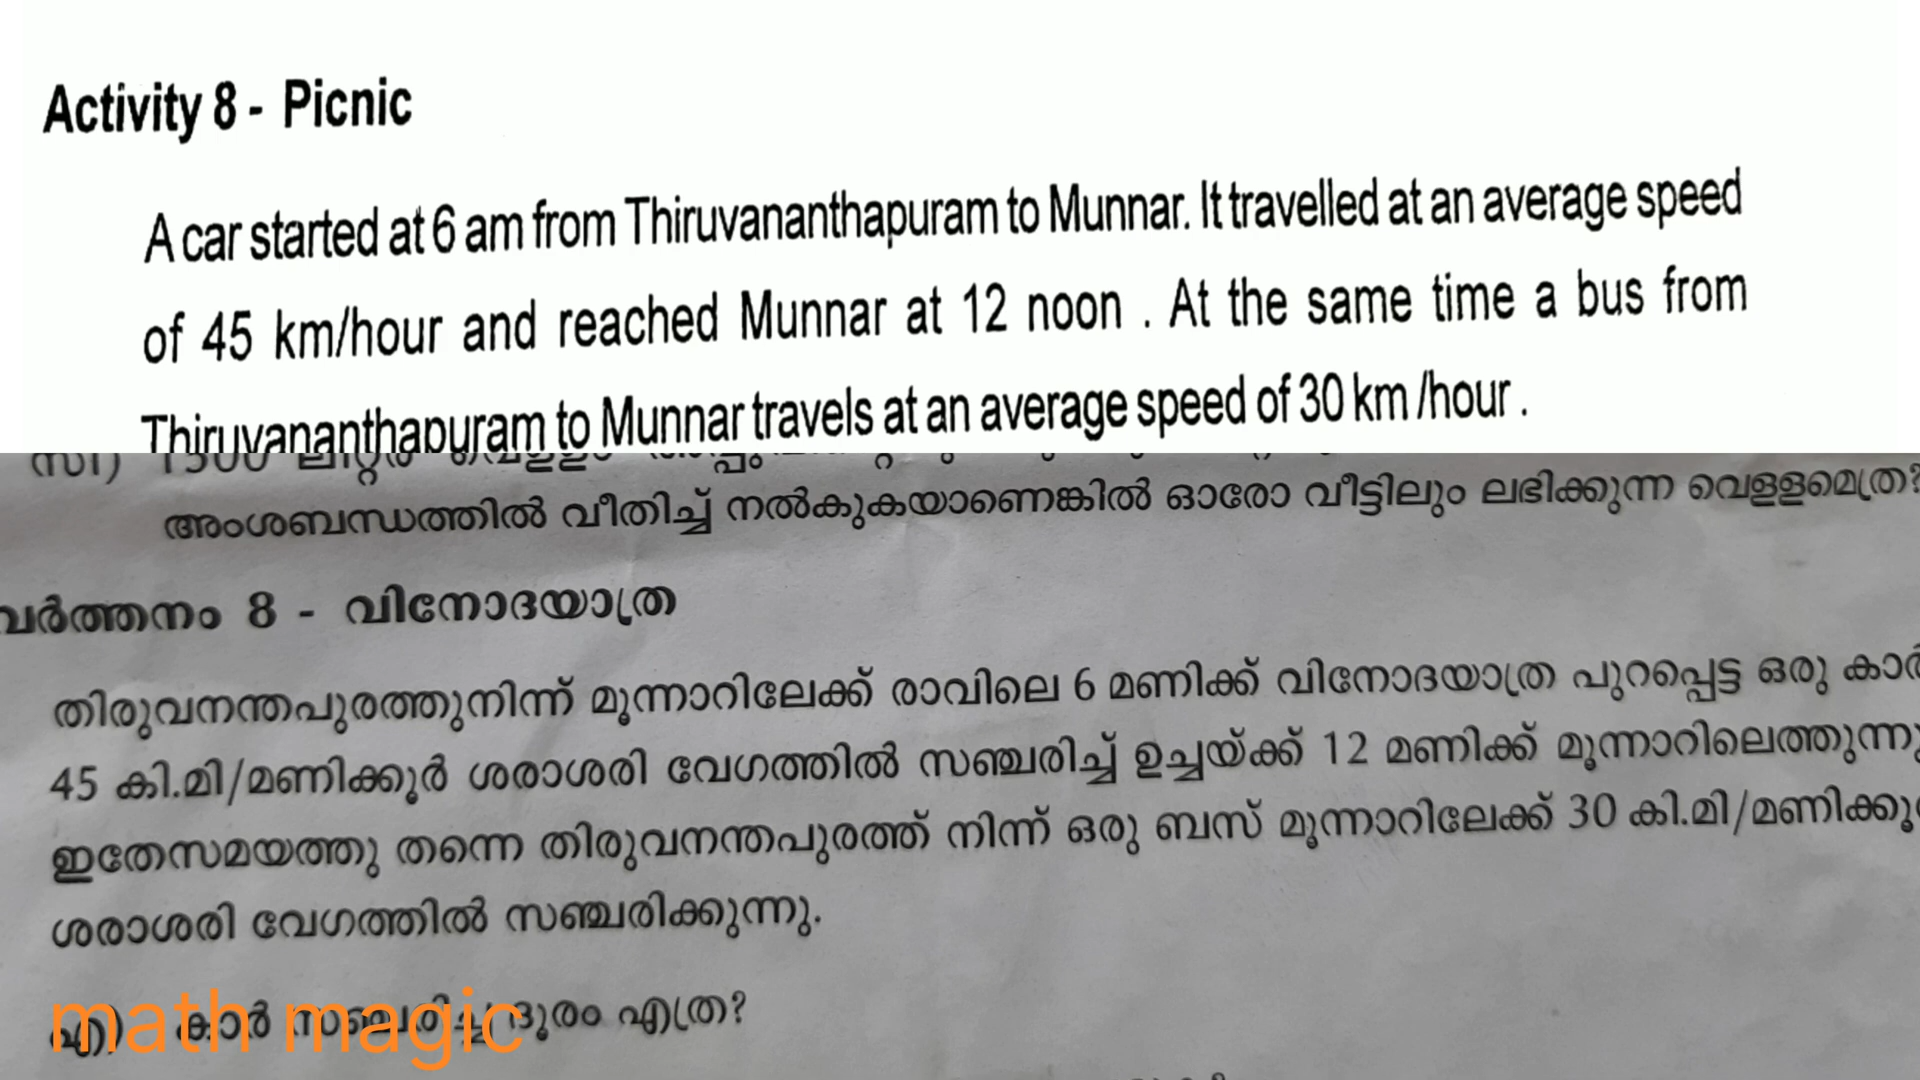 Activity 8 - Picnic
A car started at 6 am from Thiruvananthapuram to Munnar. It travelled at an average speed
of 45 km/hour and reached Munnar at 12 noon . At the same time a bus from
Thiruvananthapuram to Munnar travels at an average speed of 30 km /hour .
സി) 1500 ലിറ്റർ വെള്ളം
അംശബന്ധത്തിൽ വീതിച്ച് നൽകുകയാണെങ്കിൽ ഓരോ വീട്ടിലും ലഭിക്കുന്ന വെള്ളമെത്ര?
വർത്തനം 8 - വിനോദയാത്ര
തിരുവനന്തപുരത്തുനിന്ന് മൂന്നാറിലേക്ക് രാവിലെ 6 മണിക്ക് വിനോദയാത്ര പുറപ്പെട്ട ഒരു കാർ
45 കി.മി/മണിക്കൂർ ശരാശരി വേഗത്തിൽ സഞ്ചരിച്ച് ഉച്ചയ്ക്ക് 12 മണിക്ക് മൂന്നാറിലെത്തുന്നു
ഇതേസമയത്തു തന്നെ തിരുവനന്തപുരത്ത് നിന്ന് ഒരു ബസ് മൂന്നാറിലേക്ക് 30 കി.മി/മണിക്കൂർ
ശരാശരി വേഗത്തിൽ സഞ്ചരിക്കുന്നു.
എ) കാർ സഞ്ചരിച്ച ദൂരം എത്ര?
math magic